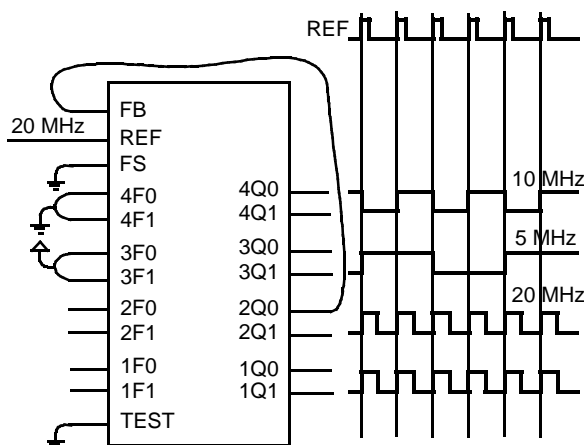 REF
FB
20 MHz
REF
FS
4F0
4Q0
10 MHz
4F1
4Q1
3F0
3Q0
5 MHz
3F1
3Q1
20 MHz
2F0
2Q0
2F1
2Q1
1F0
1Q0
1F1
1Q1
TEST